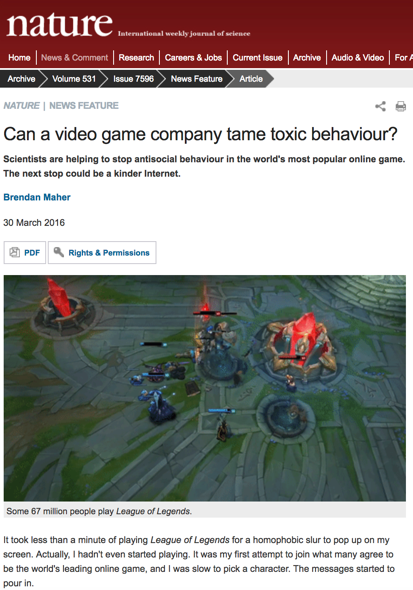 nature International weekly journal of science
Home News & Comment Research Careers & Jobs Current Issue Archive Audio & Video For A
Archive Volume 531 Issue 7596 News Feature Article
NATURE | NEWS FEATURE
Can a video game company tame toxic behaviour?
Scientists are helping to stop antisocial behaviour in the world's most popular online game.
The next stop could be a kinder Internet.
Brendan Maher
30 March 2016
PDF Rights & Permissions
Some 67 million people play League of Legends.
It took less than a minute of playing League of Legends for a homophobic slur to pop up on my
screen. Actually, I hadn't even started playing. It was my first attempt to join what many agree to
be the world's leading online game, and I was slow to pick a character. The messages started to
pour in.